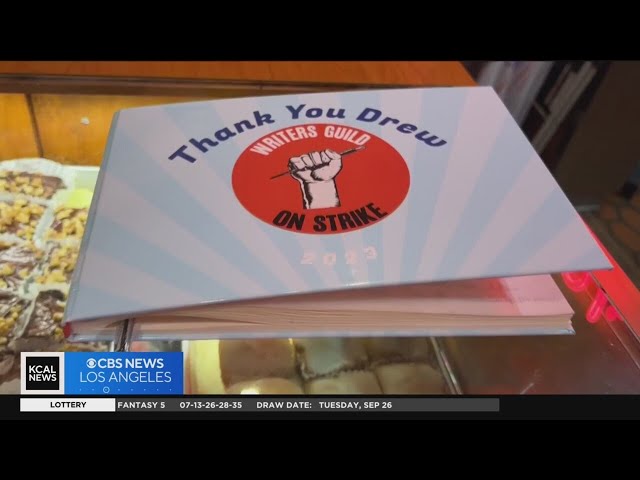 Thank You Drew
WRITERS GUILD
ON STRIKE
2023
KCAL
NEWS
CBS NEWS
LOS ANGELES
LOTTERY FANTASY 5 07-13-26-28-35 DRAW DATE: TUESDAY, SEP 26